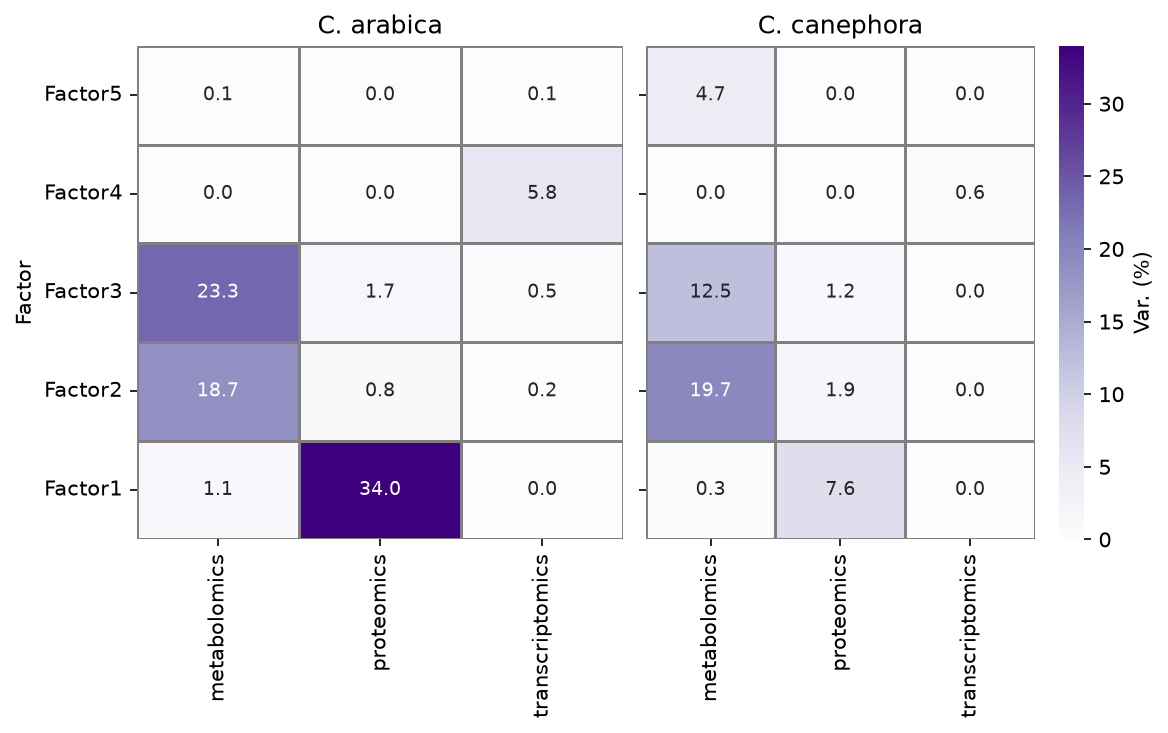 C. arabica
C. canephora
Factor
Factor5
0.1
0.0
0.1
4.7
0.0
0.0
Factor4
0.0
0.0
5.8
0.0
0.0
0.6
Factor3
23.3
1.7
0.5
12.5
1.2
0.0
Factor2
18.7
0.8
0.2
19.7
1.9
0.0
Factor1
1.1
34.0
0.0
0.3
7.6
0.0
metabolomics
proteomics
transcriptomics
metabolomics
proteomics
transcriptomics
30
25
20
15
10
5
0
Var. (%)